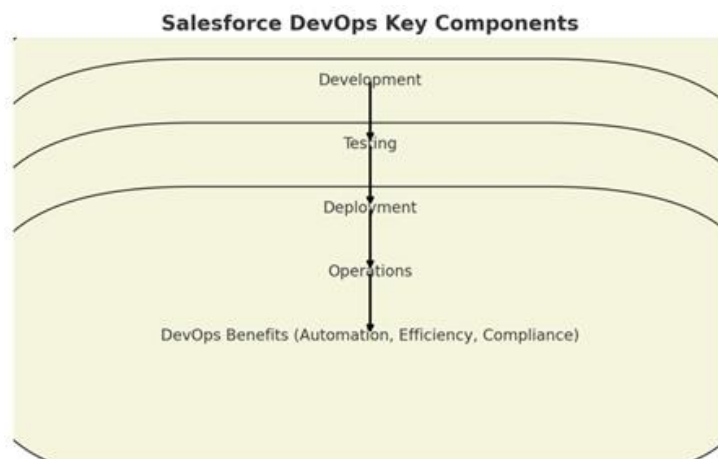 Salesforce DevOps Key Components
Development
Testing
Deployment
Operations
DevOps Benefits (Automation, Efficiency, Compliance)